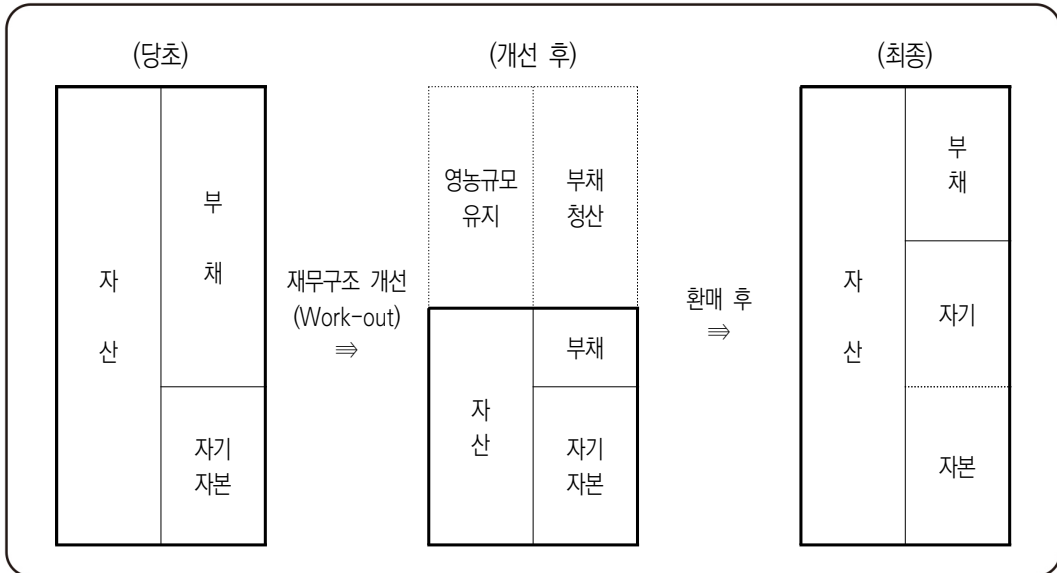 (당초)
자
산
부
채
자기
자본
재무구조 개선
(Work-out)
⇛
(개선 후)
영농규모
유지
부채
청산
자
산
부채
자기
자본
환매 후
⇛
(최종)
자
산
부
채
자기
자본